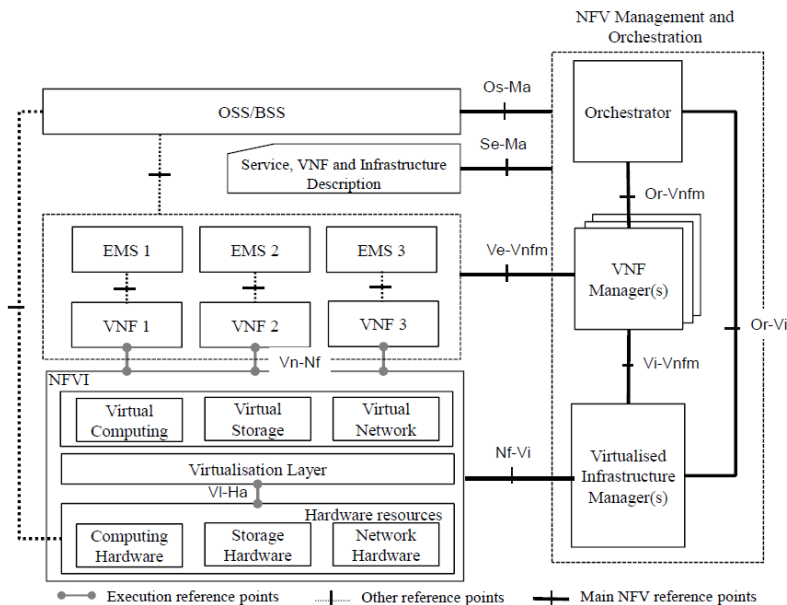 NFV Management and
Orchestration
Os-Ma
OSS/BSS
Orchestrator
Se-Ma
Service, VNF and Infrastructure
Description
Or-Vnfm
EMS 1
EMS 2
EMS 3
Ve-Vnfm
VNF
Manager(s)
VNF 1
VNF 2
VNF 3
Or-Vi
Vn-Nf
Vi-Vnfm
NFVI
Virtual
Computing
Virtual
Storage
Virtual
Network
Nf-Vi
Virtualised
Infrastructure
Manager(s)
Virtualisation Layer
Vl-Ha
Hardware resources
Computing
Hardware
Storage
Hardware
Network
Hardware
Execution reference points
Other reference points
Main NFV reference points